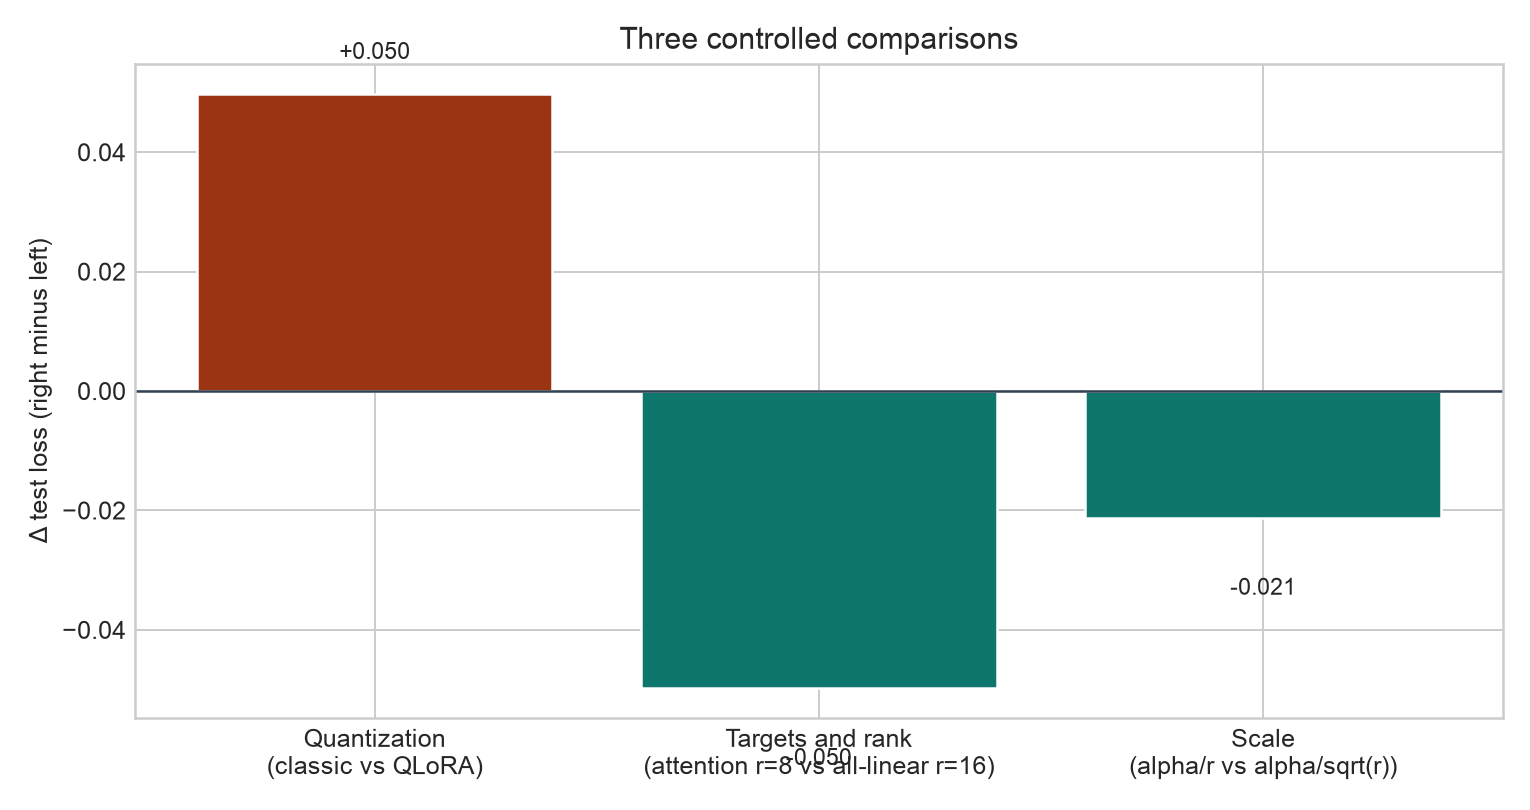 Three controlled comparisons
+0.050
0.04
0.02
0.00
−0.02
−0.04
Δ test loss (right minus left)
-0.021
-0.050
Quantization
(classic vs QLoRA)
Targets and rank
(attention r=8 vs all-linear r=16)
Scale
(alpha/r vs alpha/sqrt(r))